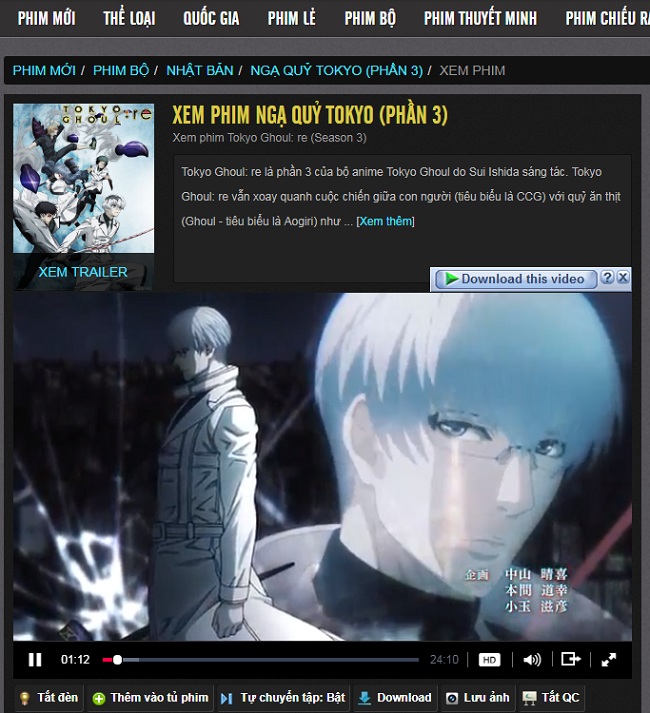 PHIM MỚI THỂ LOẠI QUỐC GIA PHIM LẺ PHIM BỘ PHIM THUYẾT MINH PHIM CHIẾU RẠ
PHIM MỚI / PHIM BỘ / NHẬT BẢN / NGẠ QUỶ TOKYO (PHẦN 3) / XEM PHIM
TOKYO
GHOUL:re
XEM TRAILER
XEM PHIM NGẠ QUỶ TOKYO (PHẦN 3)
Xem phim Tokyo Ghoul: re (Season 3)
Tokyo Ghoul: re là phần 3 của bộ anime Tokyo Ghoul do Sui Ishida sáng tác. Tokyo
Ghoul: re vẫn xoay quanh cuộc chiến giữa con người (tiêu biểu là CCG) với quỷ ăn thịt
(Ghoul - tiêu biểu là Aogiri) như ... [Xem thêm]
Download this video ? X
企画 中山 晴喜
本間 道幸
小玉 滋彦
01:12 24:10 HD
Tắt đèn Thêm vào tủ phim Tự chuyển tập: Bật Download Lưu ảnh Tắt QC